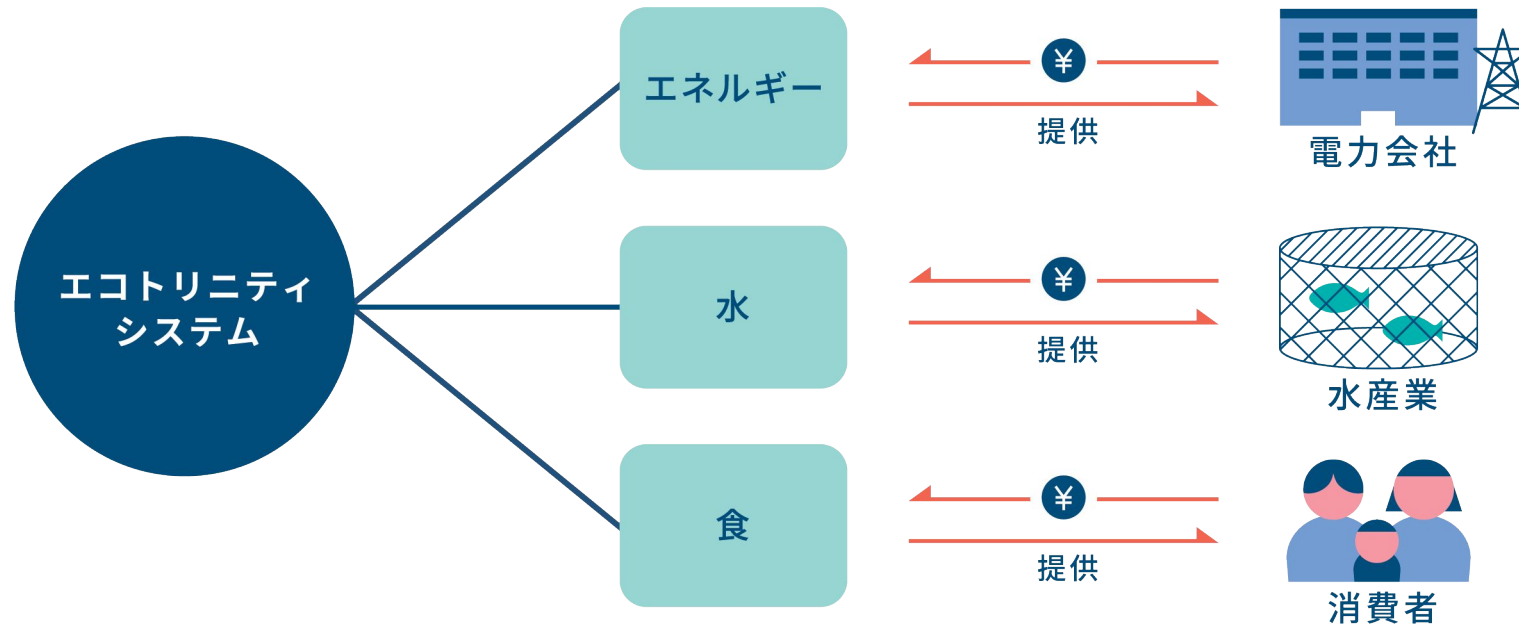 エコトリニティ
システム
エネルギー
¥
提供
電力会社
水
¥
提供
水産業
食
¥
提供
消費者